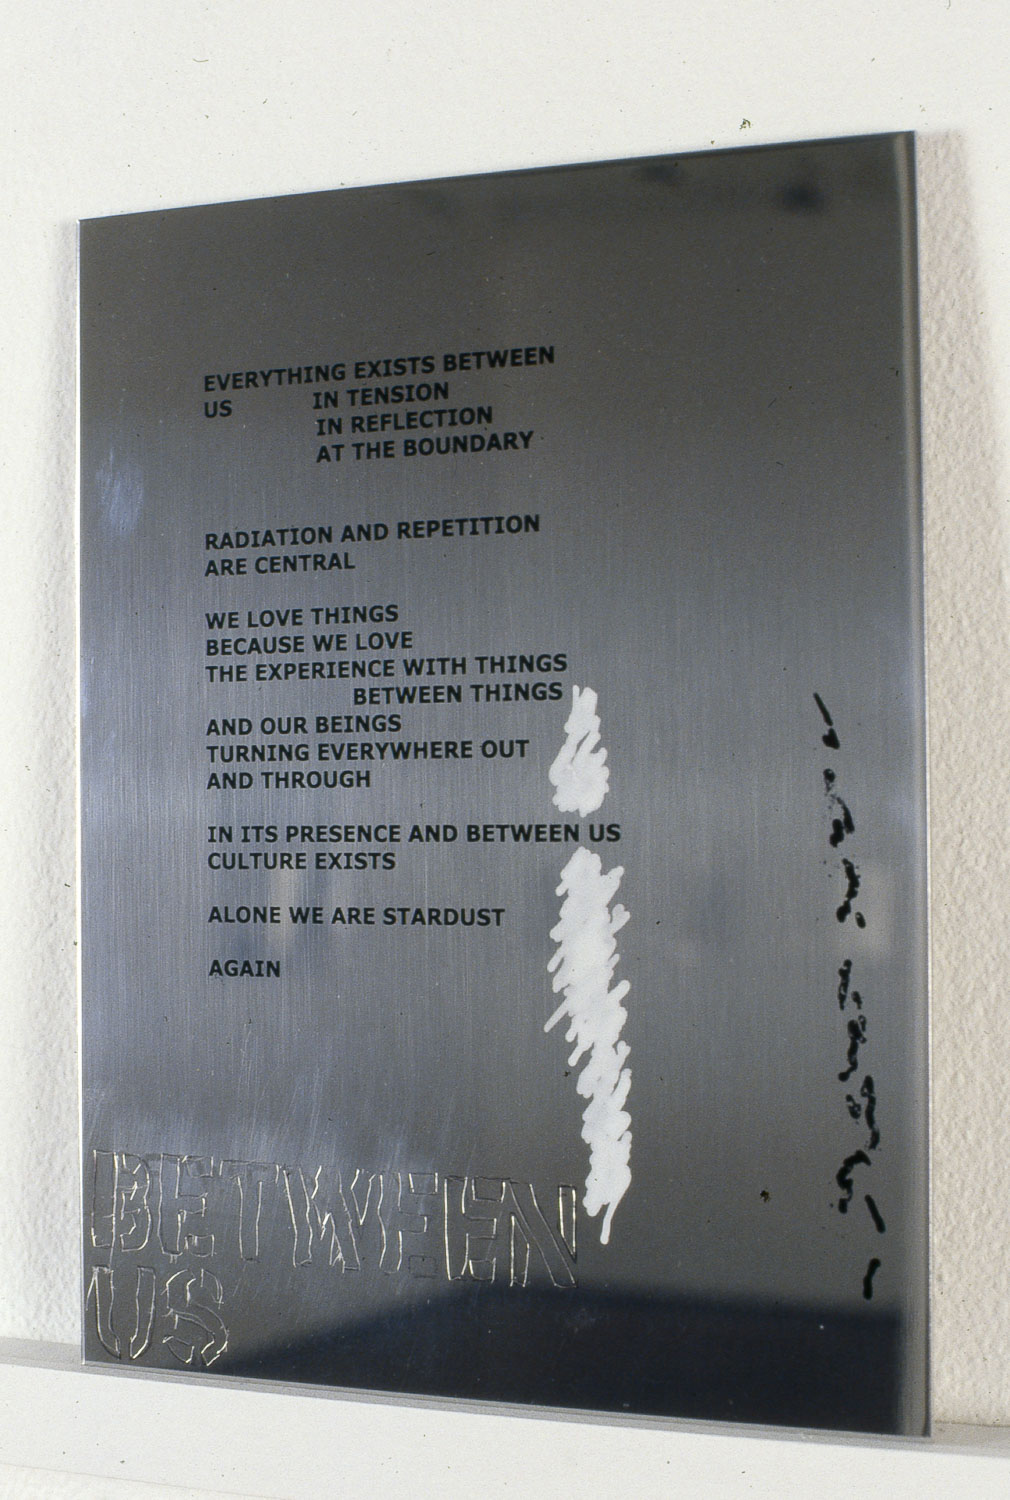 EVERYTHING EXISTS BETWEEN
US IN TENSION
IN REFLECTION
AT THE BOUNDARY
RADIATION AND REPETITION
ARE CENTRAL
WE LOVE THINGS
BECAUSE WE LOVE
THE EXPERIENCE WITH THINGS
BETWEEN THINGS
AND OUR BEINGS
TURNING EVERYWHERE OUT
AND THROUGH
IN ITS PRESENCE AND BETWEEN US
CULTURE EXISTS
ALONE WE ARE STARDUST
AGAIN
BETWEEN
US